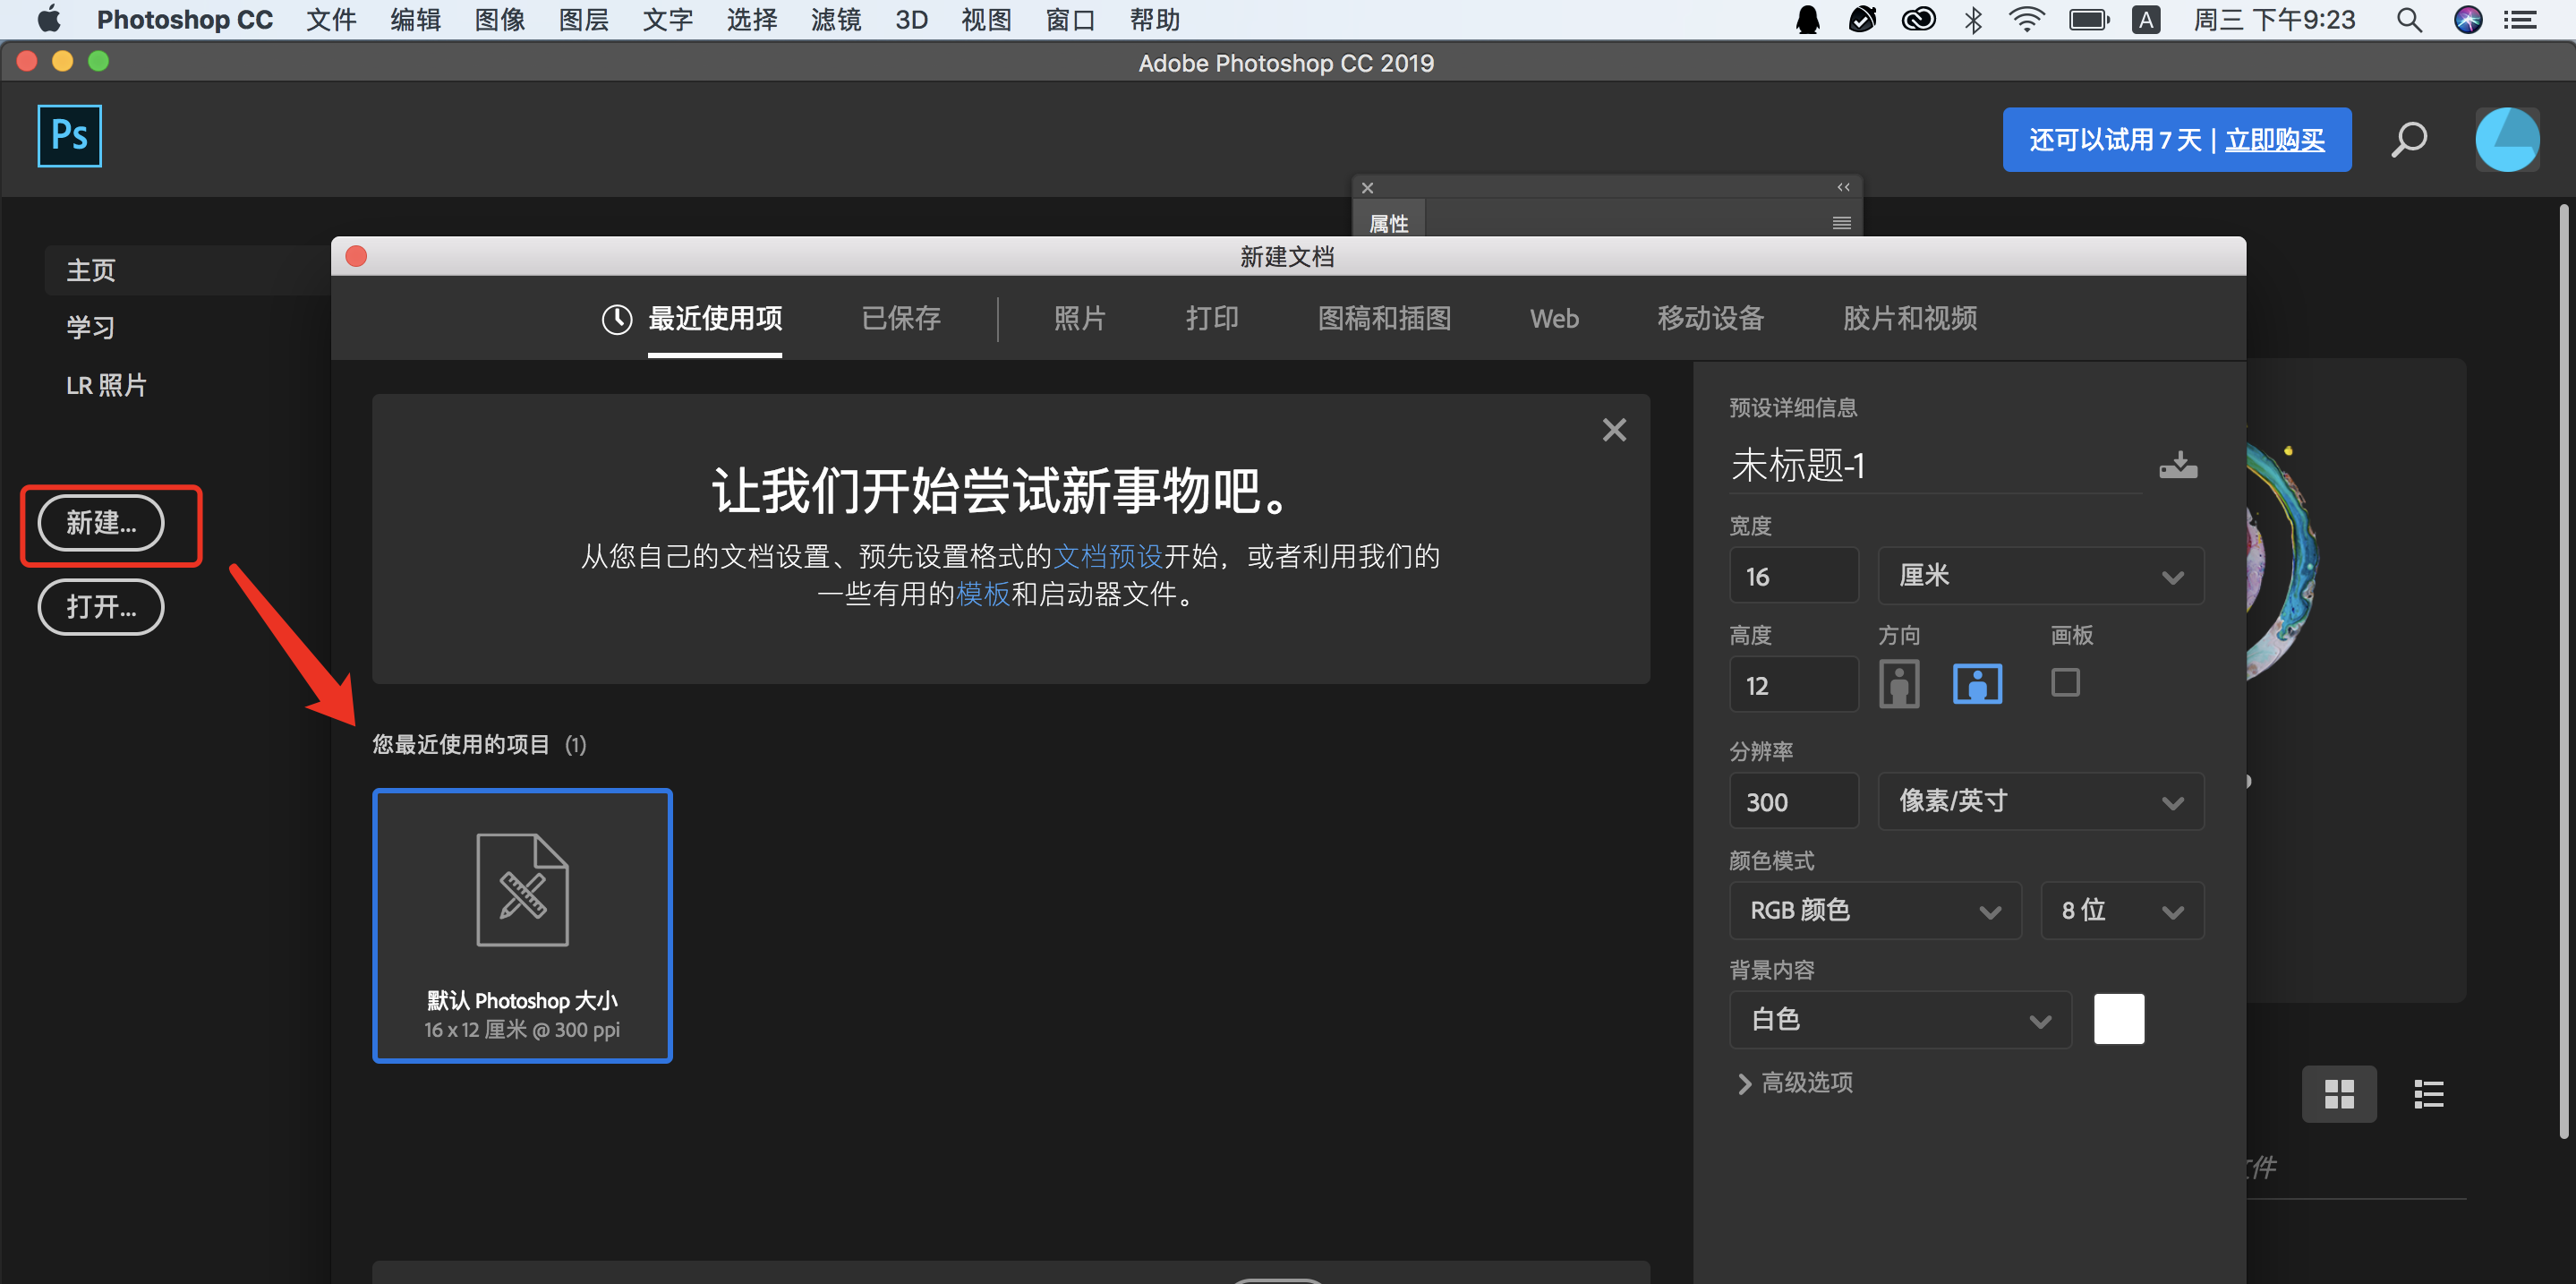 Photoshop CC 文件 编辑 图像 图层 文字 选择 滤镜 3D 视图 窗口 帮助 A 周三 下午9:23
Adobe Photoshop CC 2019
Ps
还可以试用 7 天 | 立即购买
属性
主页
学习
LR 照片
新建...
打开...
新建文档
最近使用项 已保存 照片 打印 图稿和插图 Web 移动设备 胶片和视频
让我们开始尝试新事物吧。
从您自己的文档设置、预先设置格式的文档预设开始，或者利用我们的
一些有用的模板和启动器文件。
您最近使用的项目 (1)
默认 Photoshop 大小
16 x 12 厘米 @ 300 ppi
预设详细信息
未标题-1
宽度
16 厘米
高度 方向 画板
12
分辨率
300 像素/英寸
颜色模式
RGB 颜色 8 位
背景内容
白色
高级选项
件